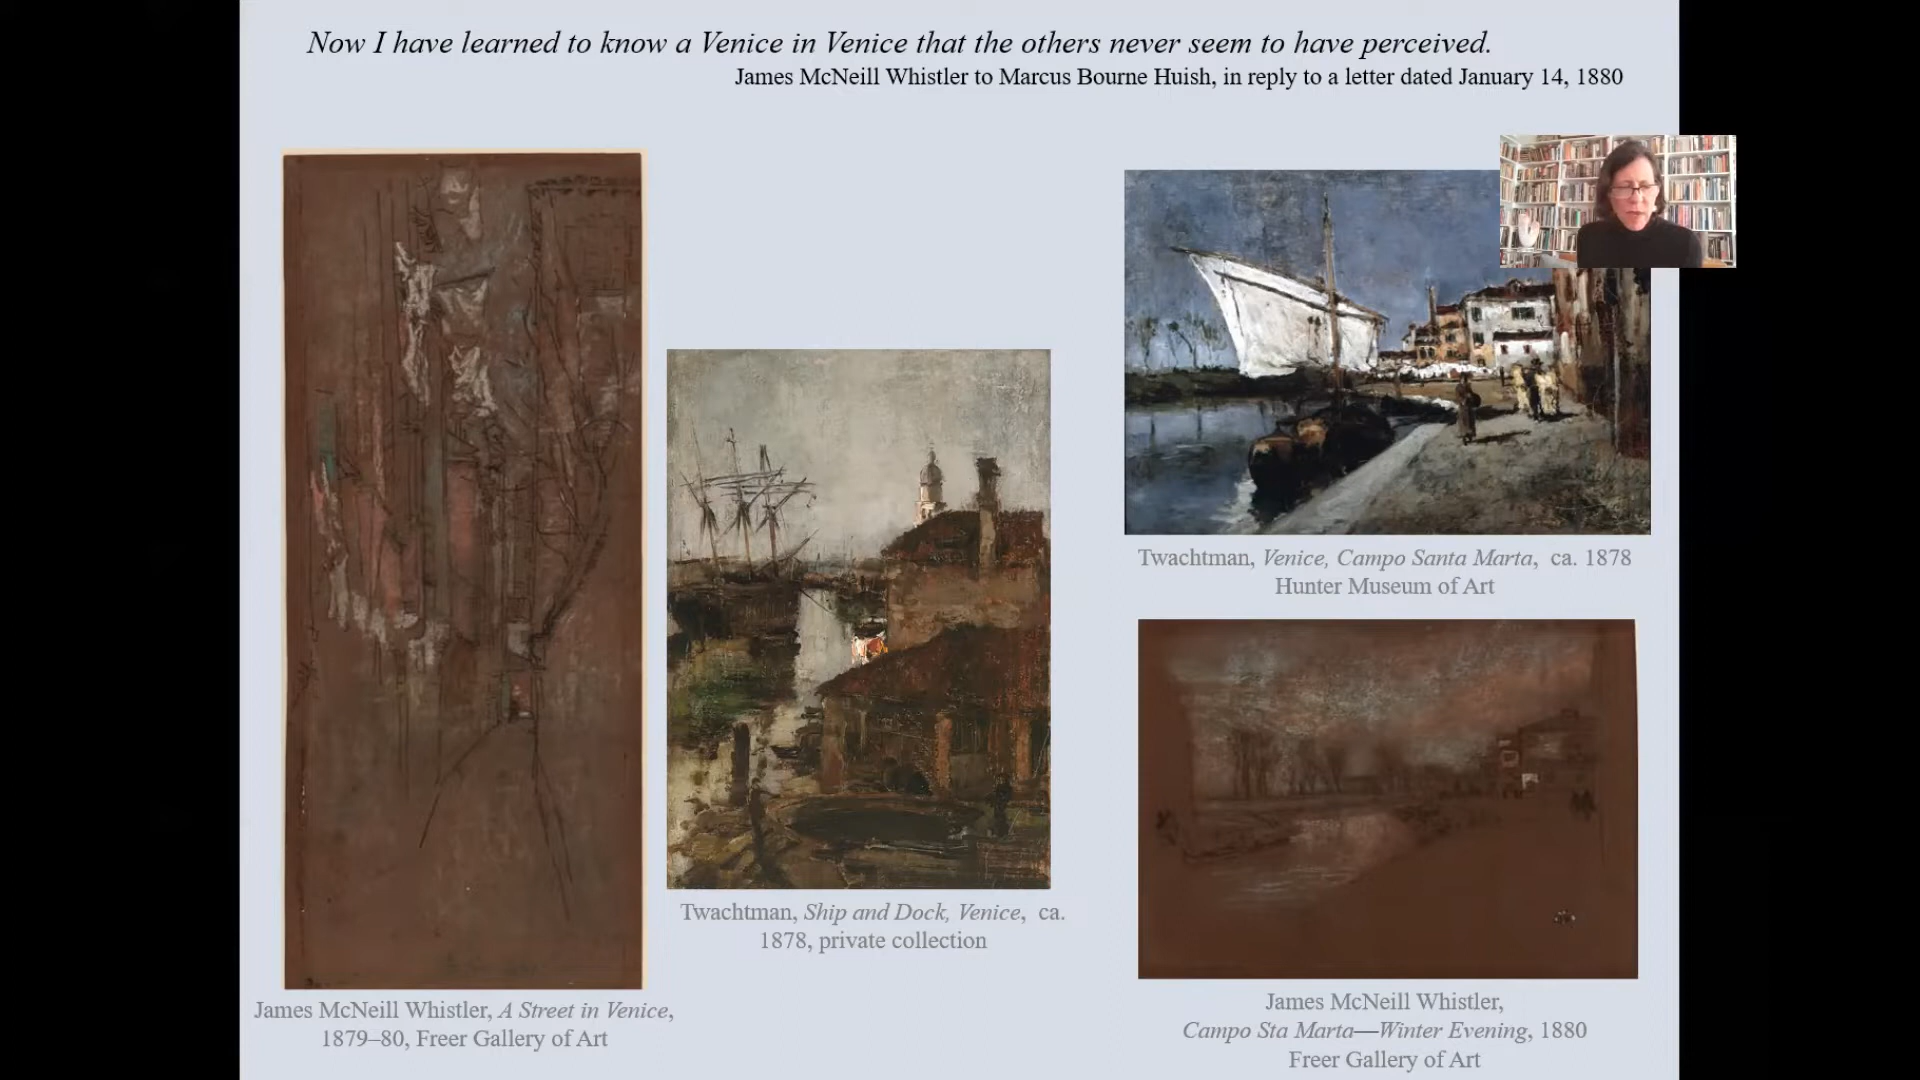 Now I have learned to know a Venice in Venice that the others never seem to have perceived.
James McNeill Whistler to Marcus Bourne Huish, in reply to a letter dated January 14, 1880
Twachtman, Venice, Campo Santa Marta, ca. 1878
Hunter Museum of Art
Twachtman, Ship and Dock, Venice, ca.
1878, private collection
James McNeill Whistler, A Street in Venice,
1879–80, Freer Gallery of Art
James McNeill Whistler,
Campo Sta Marta—Winter Evening, 1880
Freer Gallery of Art